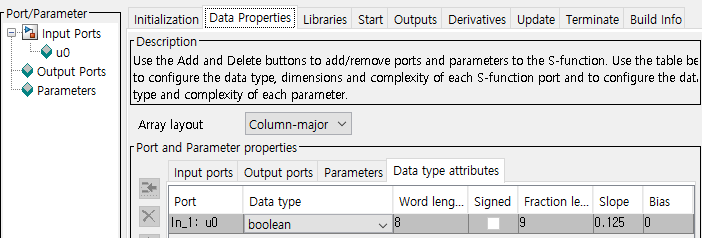 Port/Parameter
Input Ports
u0
Output Ports
Parameters
Initialization Data Properties Libraries Start Outputs Derivatives Update Terminate Build Info
Description
Use the Add and Delete buttons to add/remove ports and parameters to the S-function. Use the table be
to configure the data type, dimensions and complexity of each S-function port and to configure the dat
type and complexity of each parameter.
Array layout Column-major
Port and Parameter properties
Input ports Output ports Parameters Data type attributes
Port Data type Word leng... Signed Fraction le... Slope Bias
In_1: u0 boolean 8 9 0.125 0